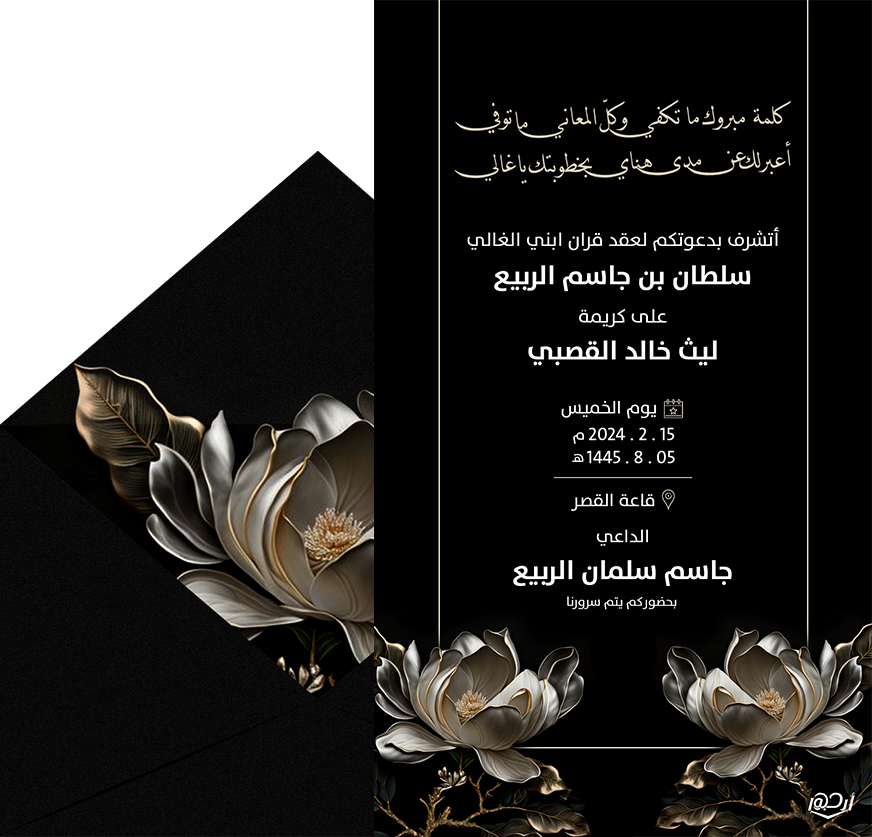 كلمة مبروك ما تكفي وكلّ المعاني ما توفي
أعبر لك عن مدى هناي بخطوبتك يا غالي
أتشرف بدعوتكم لعقد قران ابني الغالي
سلطان بن جاسم الربيع
على كريمة
ليث خالد القصبي
يوم الخميس
15 . 2 . 2024 م
05 . 8 . 1445 هـ
قاعة القصر
الداعي
جاسم سلمان الربيع
بحضوركم يتم سرورنا